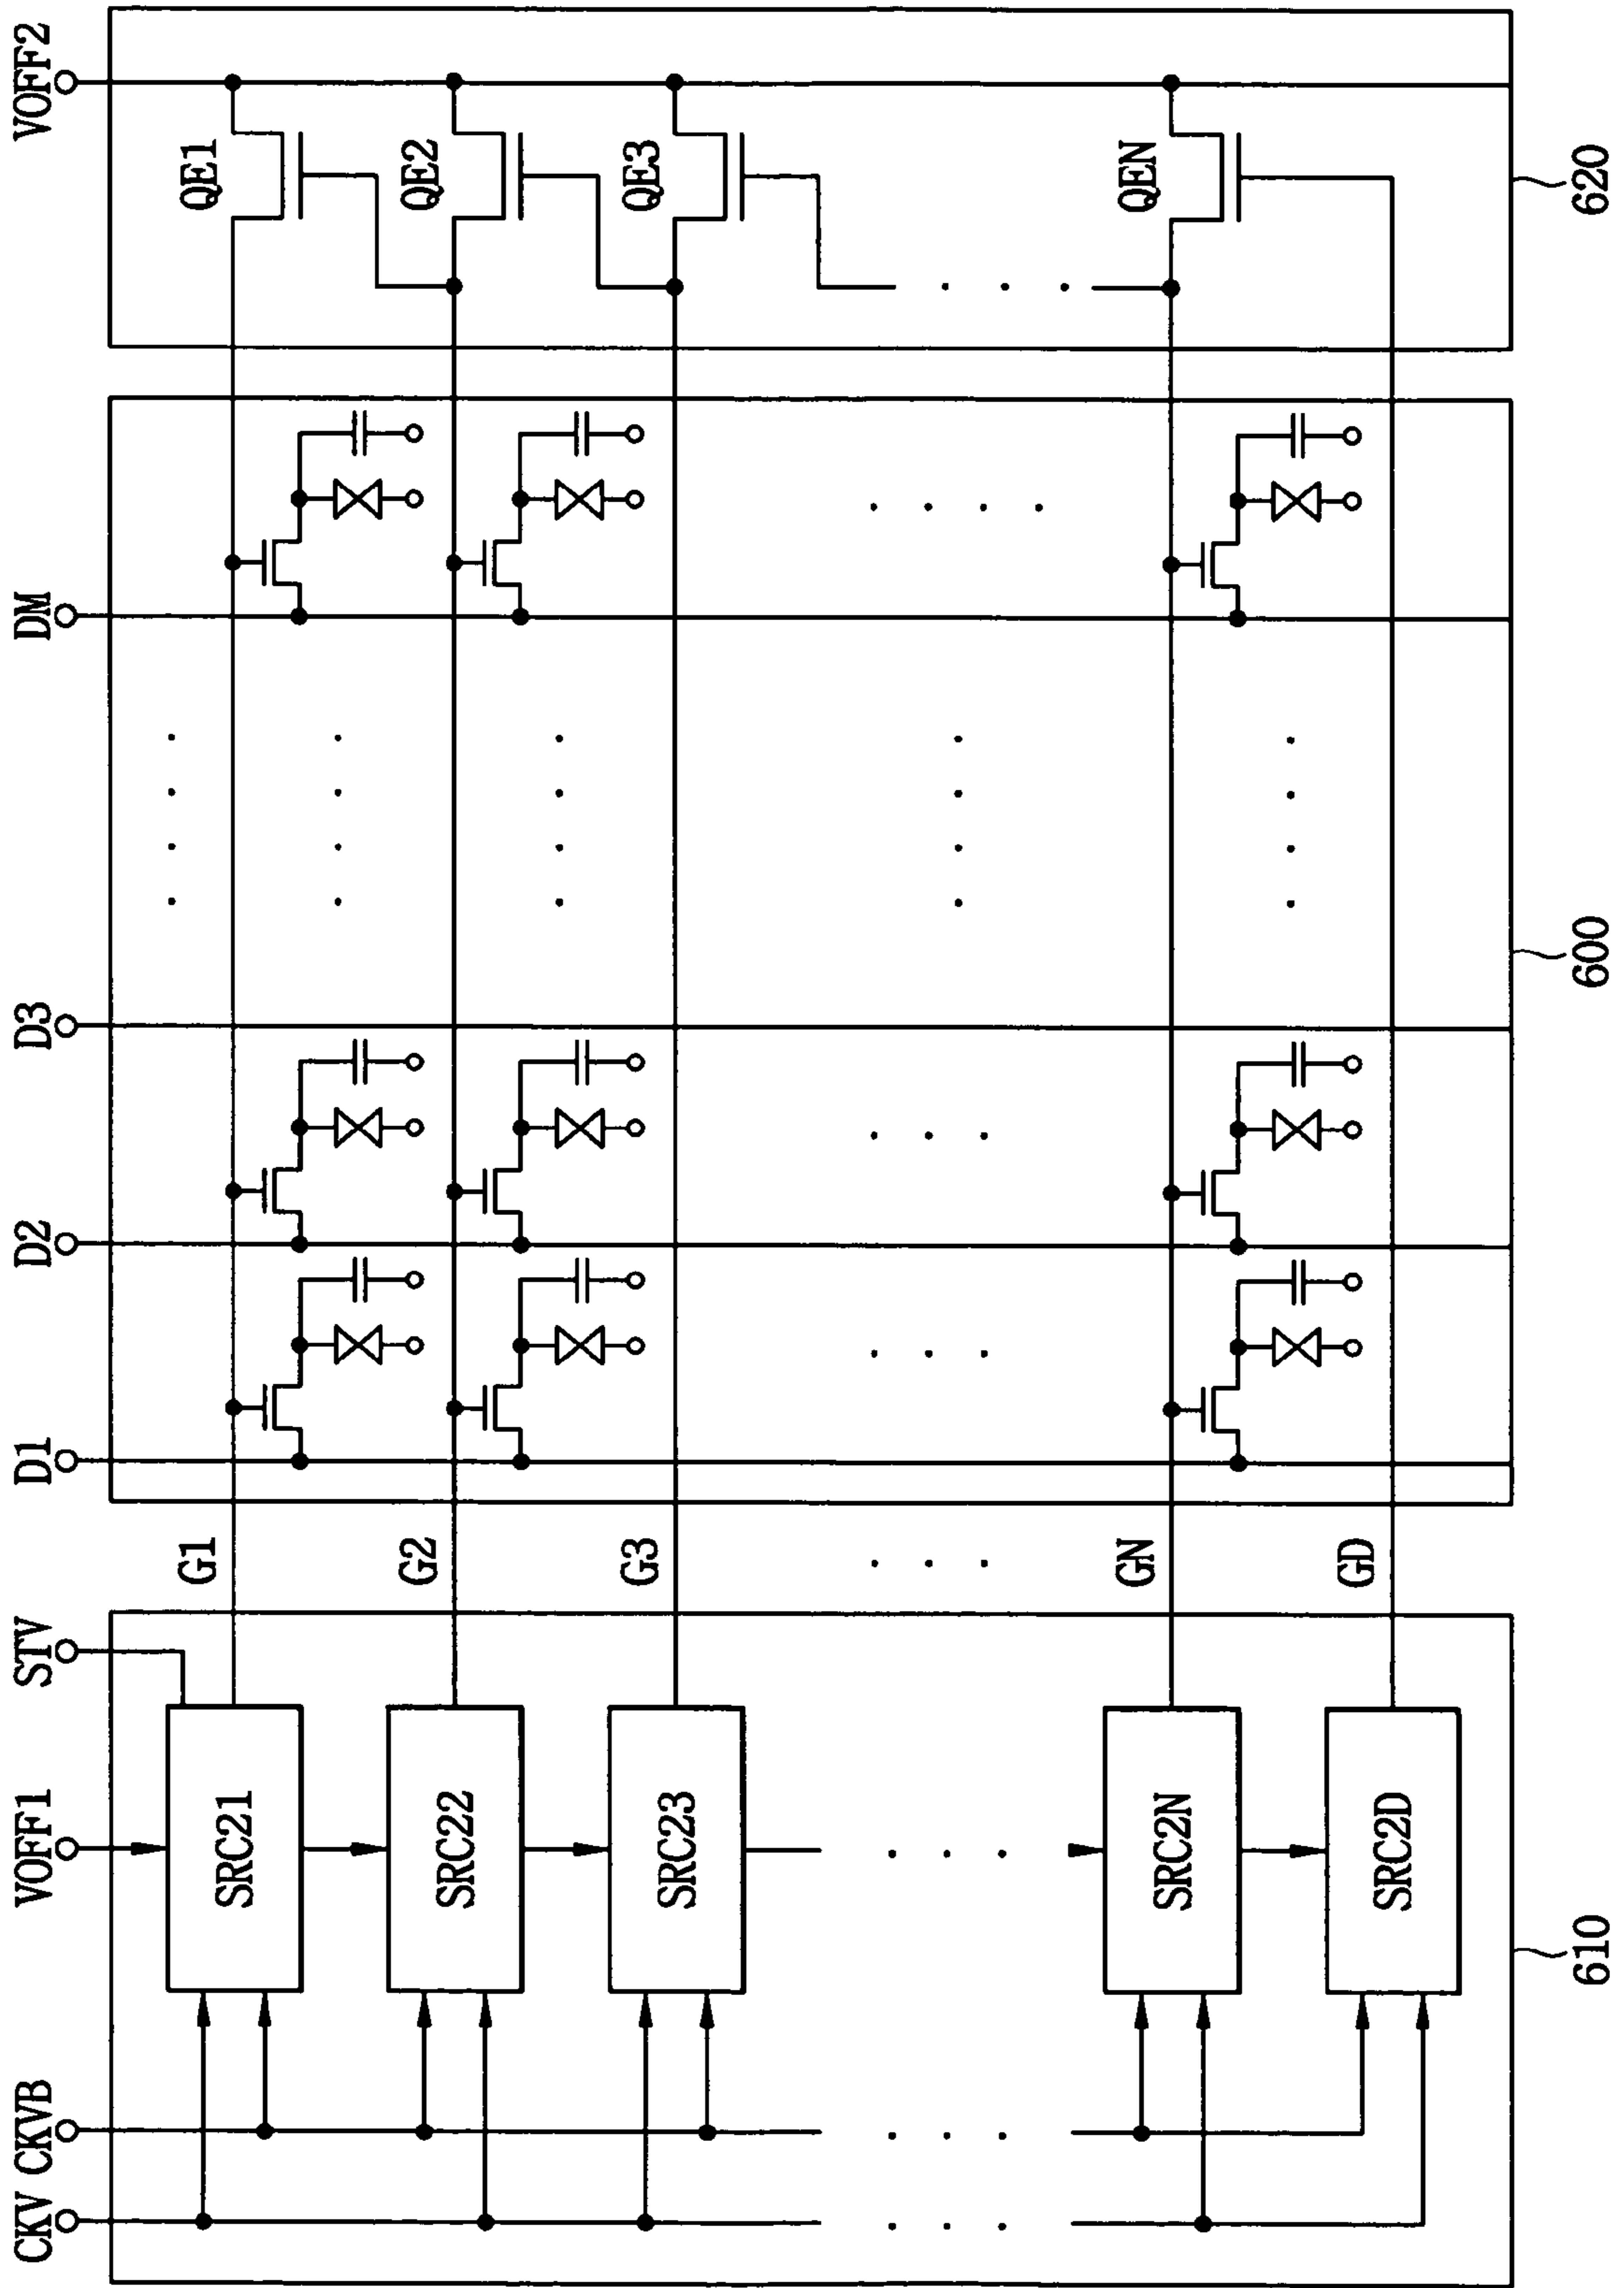 CKV
CKVB
VOFF1
STV
D1
D2
D3
DM
VOFF2
SRC21
G1
QE1
SRC22
G2
QE2
SRC23
G3
QE3
SRC2N
GN
QEN
SRC2D
GD
610
600
620